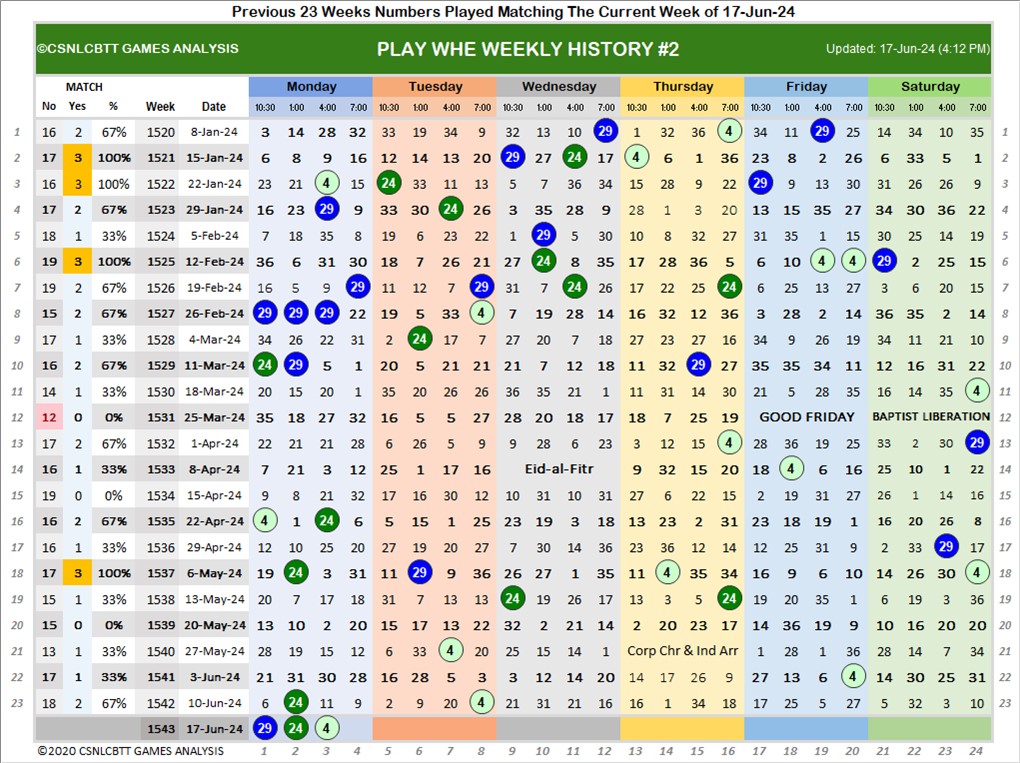 Previous 23 Weeks Numbers Played Matching The Current Week of 17-Jun-24
©CSNLCBTT GAMES ANALYSIS PLAY WHE WEEKLY HISTORY #2 Updated: 17-Jun-24 (4:12 PM)
MATCH Monday Tuesday Wednesday Thursday Friday Saturday
No Yes % Week Date 10:30 1:00 4:00 7:00 10:30 1:00 4:00 7:00 10:30 1:00 4:00 7:00 10:30 1:00 4:00 7:00 10:30 1:00 4:00 7:00 10:30 1:00 4:00 7:00
1 16 2 67% 1520 8-Jan-24 3 14 28 32 33 19 34 9 32 13 10 29 1 32 36 4 34 11 29 25 14 34 10 35 1
2 17 3 100% 1521 15-Jan-24 6 8 9 16 12 14 13 20 29 27 24 17 4 6 1 36 23 8 2 26 6 33 5 1 2
3 16 3 100% 1522 22-Jan-24 23 21 4 15 24 33 11 13 5 7 36 34 15 28 9 22 29 9 13 30 31 26 26 9 3
4 17 2 67% 1523 29-Jan-24 16 23 29 9 33 30 24 26 3 35 28 9 28 1 3 20 13 15 35 27 34 30 36 22 4
5 18 1 33% 1524 5-Feb-24 7 18 35 8 19 6 23 22 1 29 5 30 10 8 32 27 31 35 1 15 30 25 14 31 5
6 19 3 100% 1525 12-Feb-24 36 6 31 30 18 7 26 21 27 24 8 35 17 28 36 5 6 10 4 4 29 2 25 15 6
7 19 2 67% 1526 19-Feb-24 16 5 9 29 11 12 7 29 31 7 24 26 17 22 25 24 6 25 13 27 3 6 20 15 7
8 15 2 67% 1527 26-Feb-24 29 29 29 22 19 5 33 4 7 19 28 14 16 32 12 36 3 28 2 14 36 35 2 14 8
9 17 1 33% 1528 4-Mar-24 34 26 22 31 2 24 17 7 27 20 7 18 27 23 27 16 34 9 26 19 34 11 21 10 9
10 16 2 67% 1529 11-Mar-24 24 29 5 1 20 5 21 21 21 7 12 18 11 32 29 27 35 35 34 11 12 16 31 22 10
11 14 1 33% 1530 18-Mar-24 20 15 20 1 35 20 26 26 36 35 21 1 11 31 14 30 21 5 28 35 16 14 35 4 11
12 12 0 0% 1531 25-Mar-24 35 18 27 32 16 5 5 27 28 20 18 17 18 7 25 19 GOOD FRIDAY BAPTIST LIBERATION 12
13 17 2 67% 1532 1-Apr-24 22 21 21 28 6 26 5 9 9 28 6 23 3 12 15 4 28 36 19 25 33 2 30 29 13
14 16 1 33% 1533 8-Apr-24 7 21 3 12 25 1 17 16 Eid-al-Fitr 9 32 15 20 18 4 6 16 25 10 1 22 14
15 19 0 0% 1534 15-Apr-24 9 8 21 32 17 16 30 12 10 31 10 31 27 6 22 15 2 19 31 27 26 1 14 16 15
16 16 2 67% 1535 22-Apr-24 4 1 24 6 5 15 1 25 23 19 3 18 13 23 2 31 23 18 19 1 16 20 26 8 16
17 16 1 33% 1536 29-Apr-24 12 10 25 20 27 19 20 27 7 30 14 36 23 36 12 14 12 25 31 9 2 33 29 17 17
18 17 3 100% 1537 6-May-24 19 24 3 31 11 29 9 36 26 27 1 35 11 4 35 34 16 9 6 10 14 26 30 4 18
19 15 1 33% 1538 13-May-24 20 7 17 18 31 7 13 13 24 19 26 17 13 3 5 24 19 20 35 1 6 19 3 36 19
20 15 0 0% 1539 20-May-24 13 10 2 20 15 17 13 22 32 2 21 14 2 20 23 17 14 36 19 9 10 16 20 20 20
21 13 1 33% 1540 27-May-24 28 19 15 12 6 33 4 20 25 15 14 1 Corp Chr & Ind Arr 1 28 1 36 28 14 7 34 21
22 17 1 33% 1541 3-Jun-24 21 31 30 28 16 28 5 3 3 12 14 20 14 17 26 9 27 13 6 4 14 30 25 31 22
23 18 2 67% 1542 10-Jun-24 6 24 11 9 2 9 20 4 21 31 21 16 16 1 34 18 17 25 5 27 5 32 3 10 23
1543 17-Jun-24 29 24 4
©2020 CSNLCBTT GAMES ANALYSIS 1 2 3 4 5 6 7 8 9 10 11 12 13 14 15 16 17 18 19 20 21 22 23 24